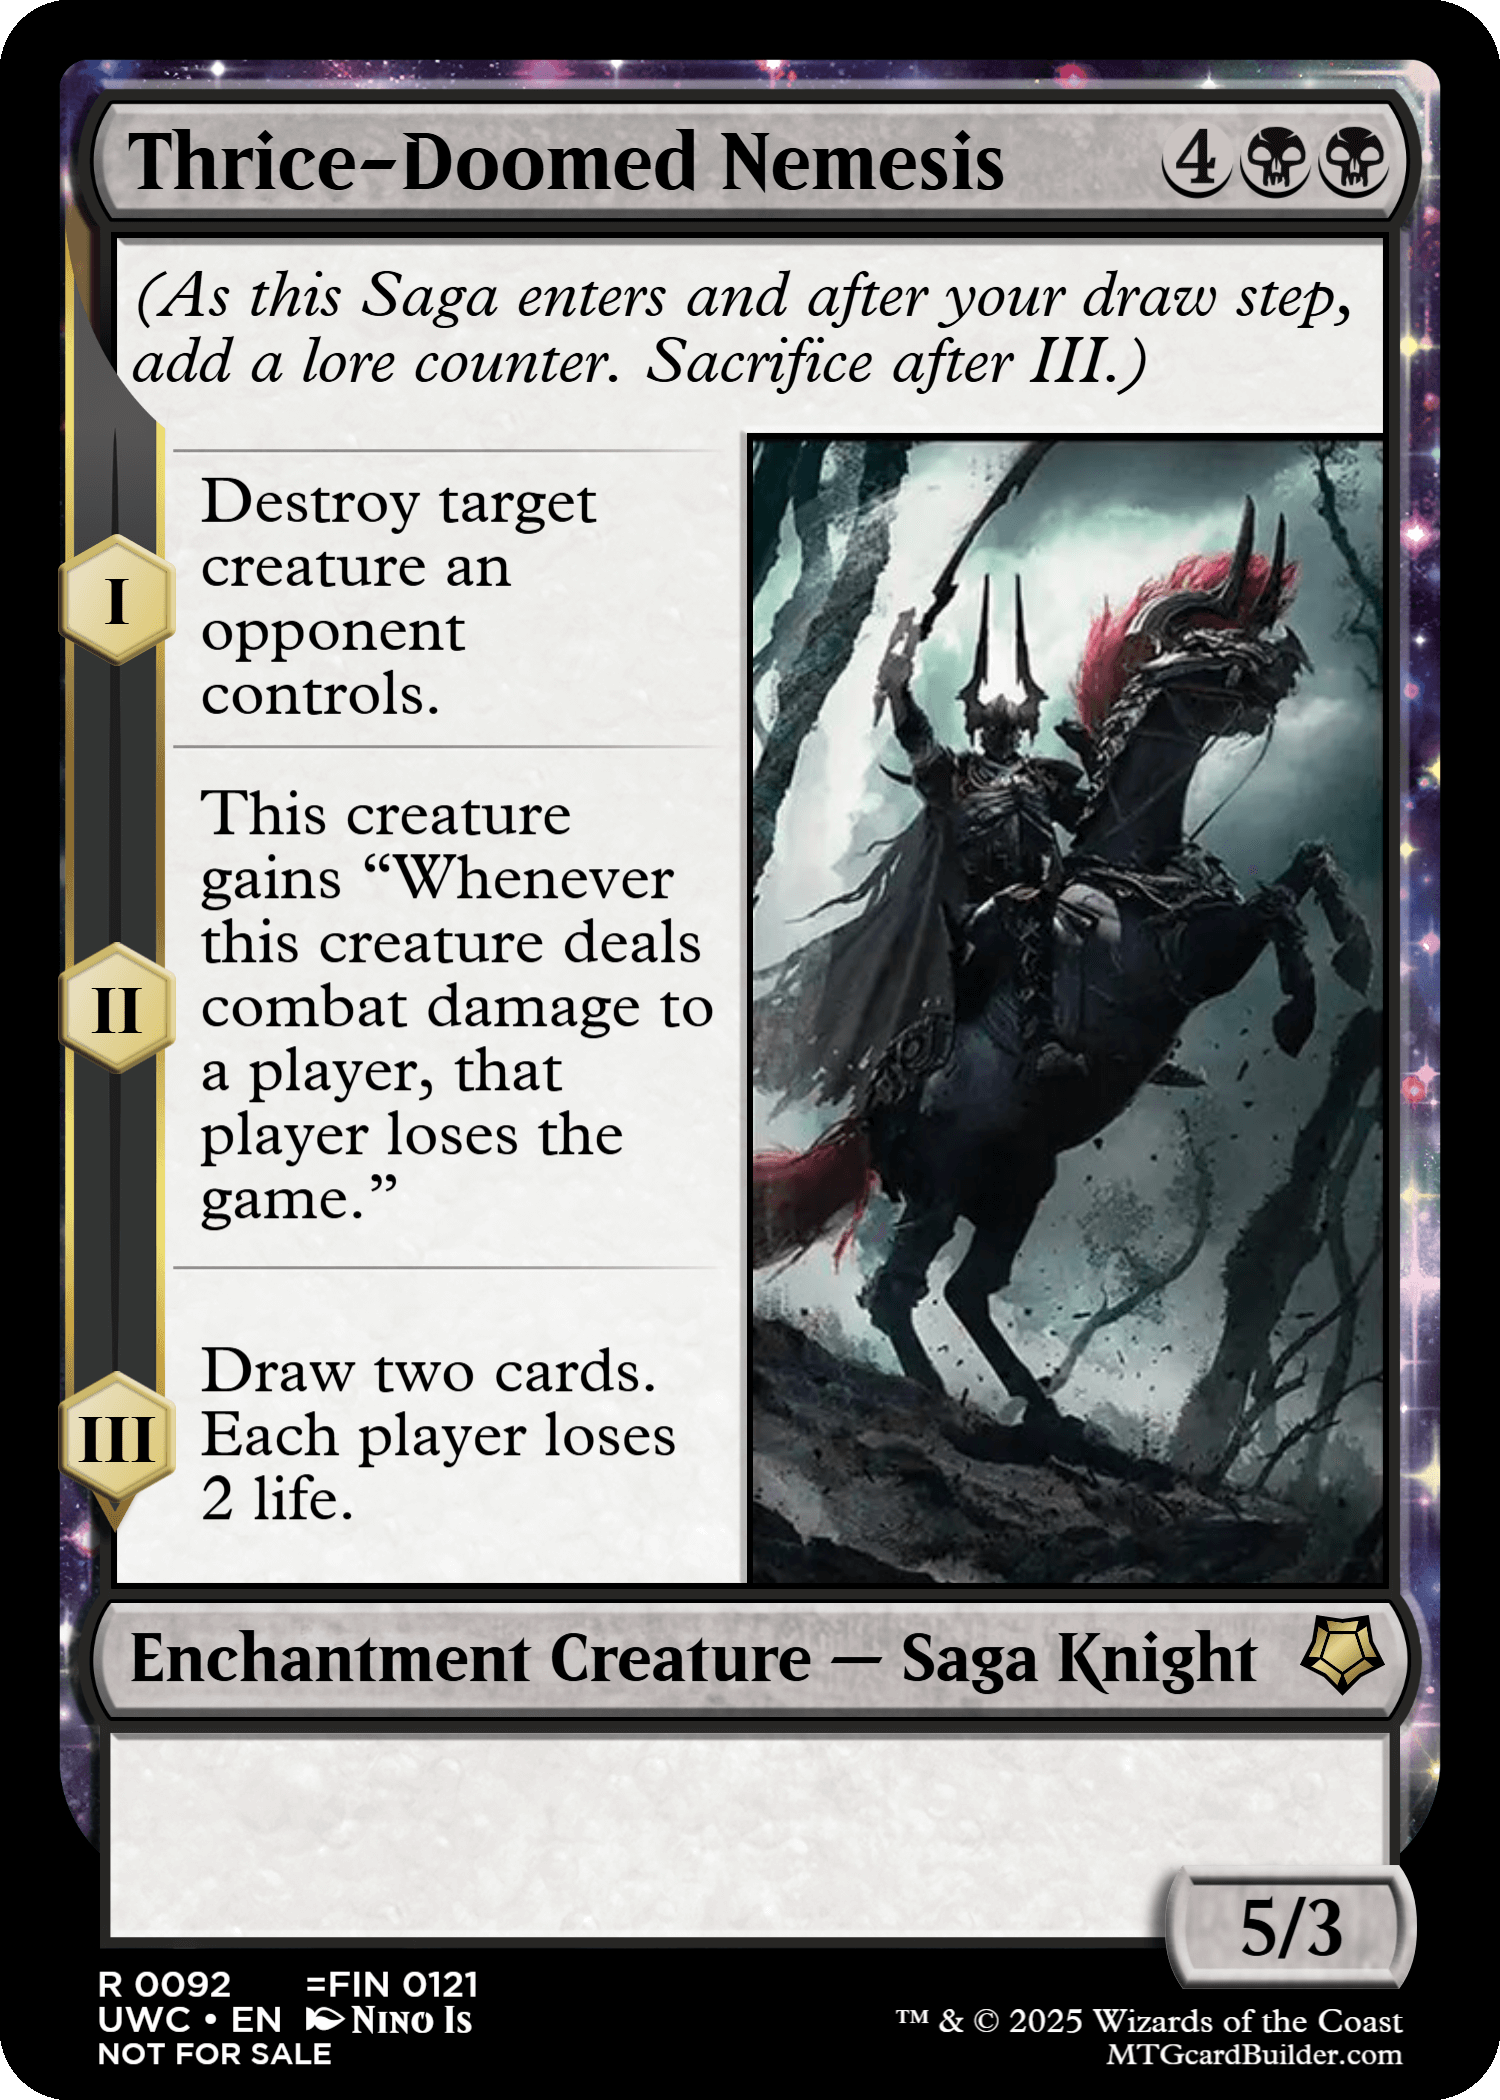 Thrice-Doomed Nemesis 4
(As this Saga enters and after your draw step,
add a lore counter. Sacrifice after III.)
I
Destroy target
creature an
opponent
controls.
II
This creature
gains “Whenever
this creature deals
combat damage to
a player, that
player loses the
game.”
III
Draw two cards.
Each player loses
2 life.
Enchantment Creature — Saga Knight
5/3
R 0092 =FIN 0121
UWC • EN Nino Is
NOT FOR SALE
™ & © 2025 Wizards of the Coast
MTGcardBuilder.com